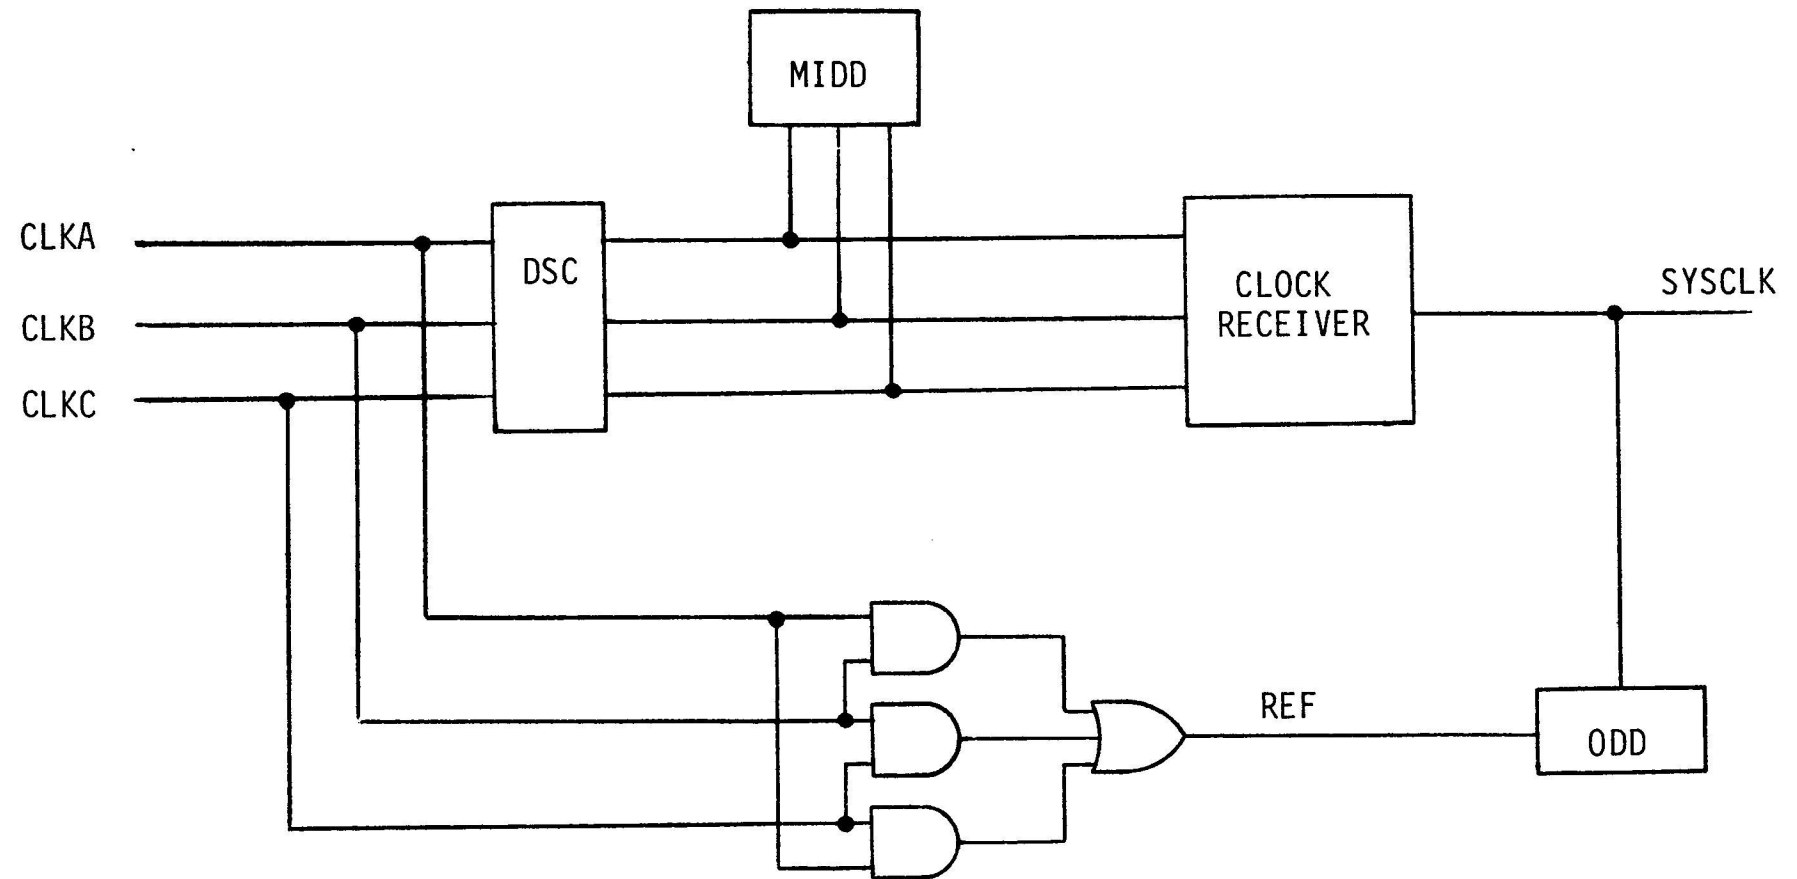 MIDD
CLKA
DSC
CLKB
CLKC
CLOCK
RECEIVER
SYSCLK
REF
ODD